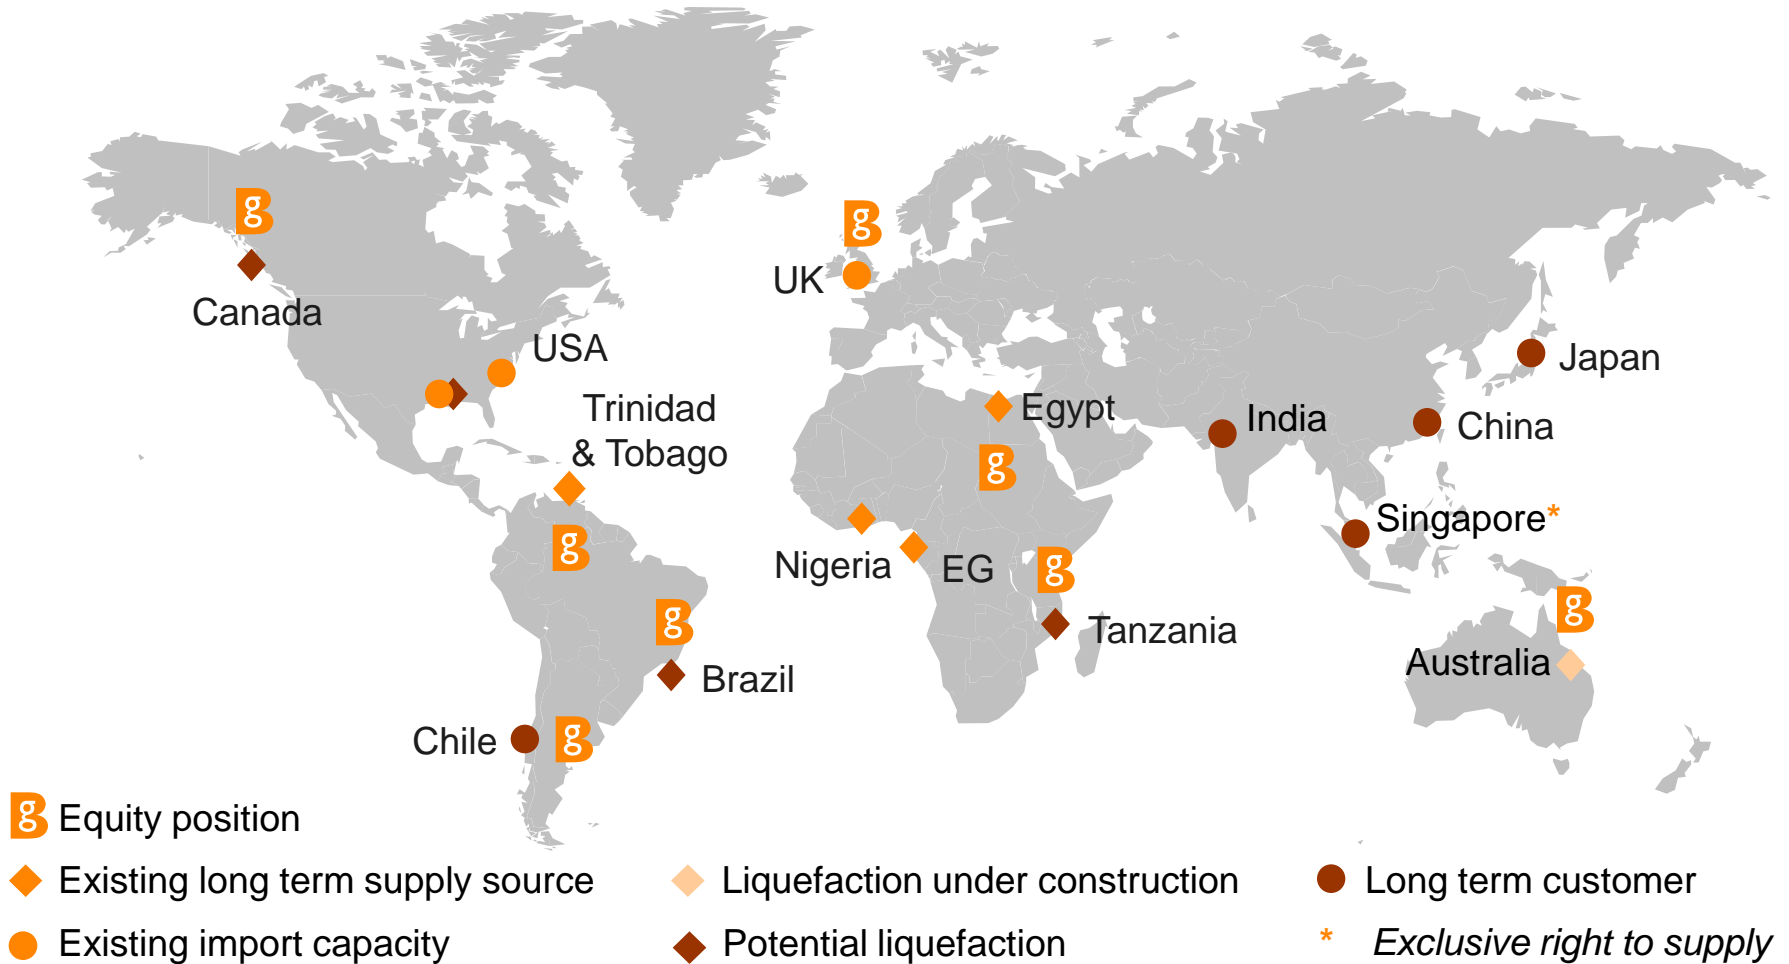 Canada
USA
Trinidad
& Tobago
UK
Egypt
Nigeria
EG
Tanzania
Brazil
Chile
India
Japan
China
Singapore*
Australia
Equity position
Existing long term supply source
Existing import capacity
Liquefaction under construction
Potential liquefaction
Long term customer
* Exclusive right to supply